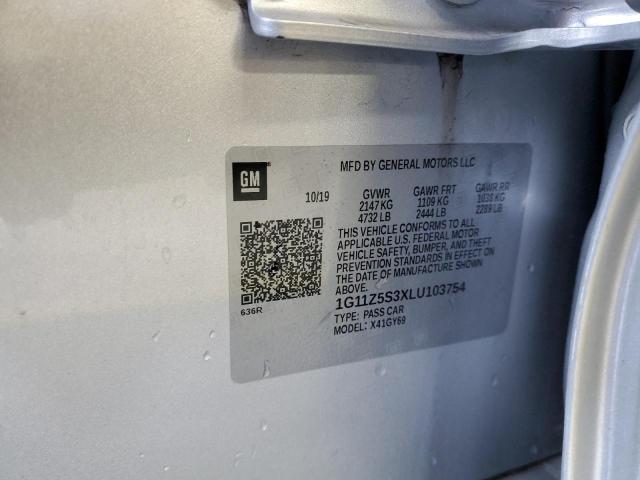 GM
MFD BY GENERAL MOTORS LLC
10/19 GVWR GAWR FRT GAWR RR
2147 KG 1109 KG 1038 KG
4732 LB 2444 LB 2289 LB
THIS VEHICLE CONFORMS TO ALL
APPLICABLE U.S. FEDERAL MOTOR
VEHICLE SAFETY, BUMPER, AND THEFT
PREVENTION STANDARDS IN EFFECT ON
THE DATE OF MANUFACTURE SHOWN
ABOVE.
1G11Z5S3XLU103754
636R
TYPE: PASS CAR
MODEL: X41GY69